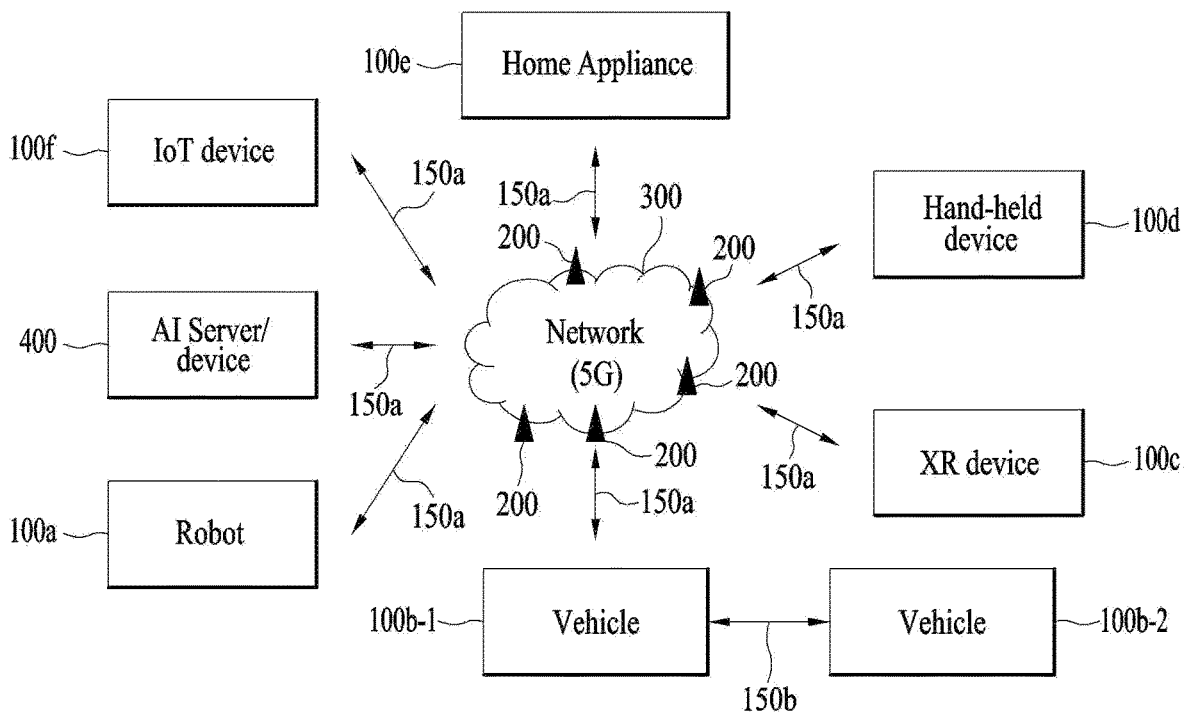 100e
Home Appliance
100f
IoT device
150a
150a
300
200
200
Hand-held
device
100d
150a
400
AI Server/
device
150a
Network
(5G)
200
150a
XR device
100c
200
200
150a
150a
100a
Robot
100b-1
Vehicle
Vehicle
100b-2
150b